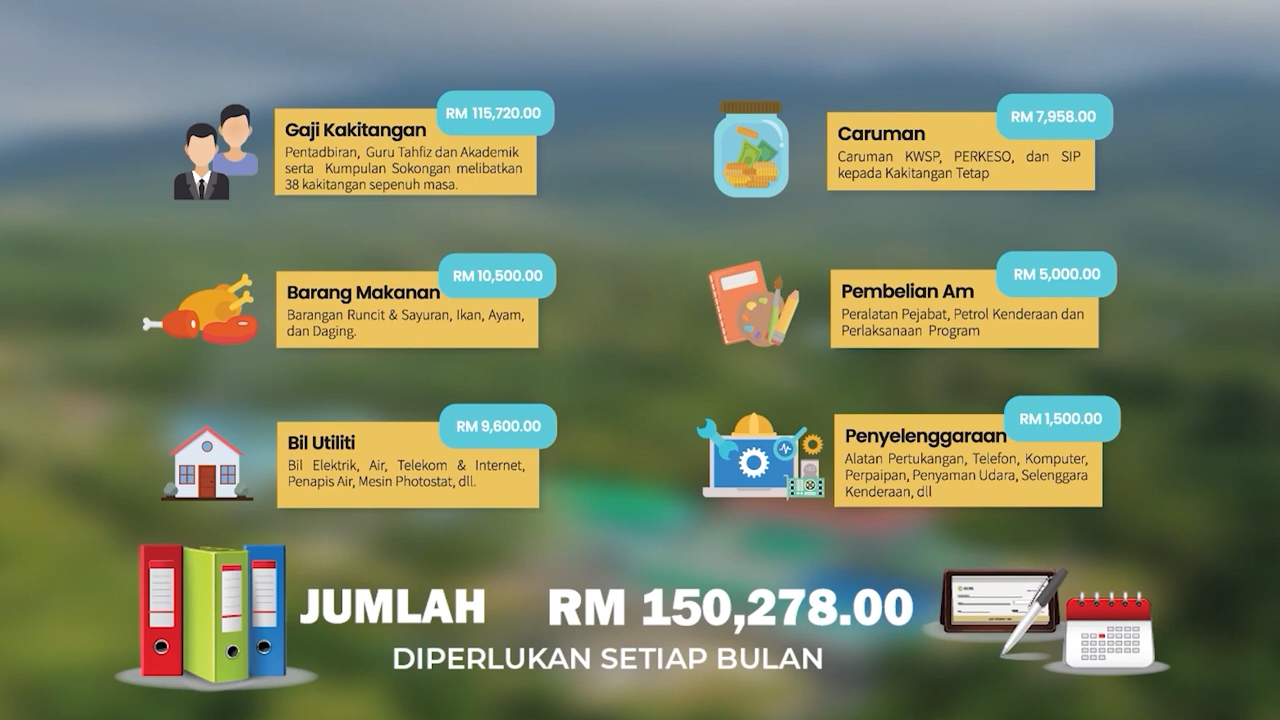 RM 115,720.00
Gaji Kakitangan
Pentadbiran, Guru Tahfiz dan Akademik
serta Kumpulan Sokongan melibatkan
38 kakitangan sepenuh masa.
RM 7,958.00
Caruman
Caruman KWSP, PERKESO, dan SIP
kepada Kakitangan Tetap
RM 10,500.00
Barang Makanan
Barangan Runcit & Sayuran, Ikan, Ayam,
dan Daging.
RM 5,000.00
Pembelian Am
Peralatan Pejabat, Petrol Kenderaan dan
Perlaksanaan Program
RM 9,600.00
Bil Utiliti
Bil Elektrik, Air, Telekom & Internet,
Penapis Air, Mesin Photostat, dll.
RM 1,500.00
Penyelenggaraan
Alatan Pertukangan, Telefon, Komputer,
Perpaipan, Penyaman Udara, Selenggara
Kenderaan, dll
JUMLAH RM 150,278.00
DIPERLUKAN SETIAP BULAN